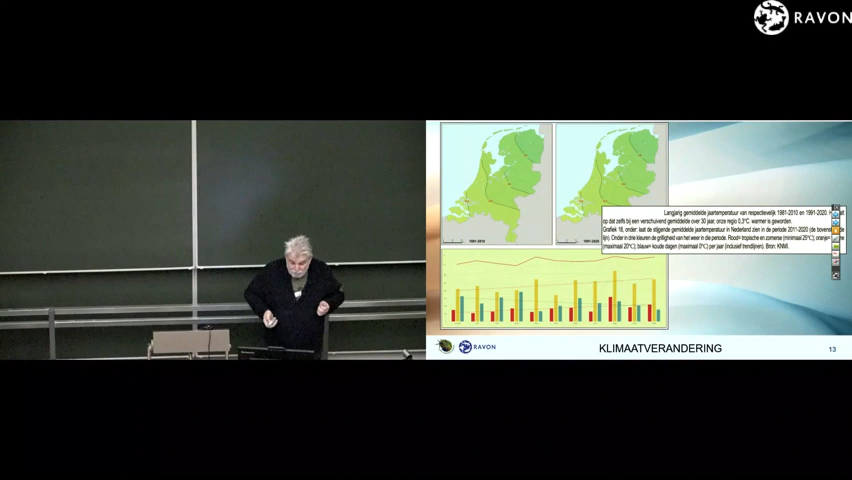 RAVON
1981-2010
1991-2020
Langjarig gemiddelde jaartemperatuur van respectievelijk 1981-2010 en 1991-2020.
op dat zelfs bij een verschuivend gemiddelde over 30 jaar, onze regio 0,3°C. warmer is geworden.
Grafiek 18, onder: laat de stijgende gemiddelde jaartemperatuur in Nederland zien in de periode 2011-2020 (de
lijn). Onder in drie kleuren de grilligheid van het weer in die periode. Rood= tropische en zomerse (minimaal 25°C);
(maximaal 20°C); blauw= koude dagen (maximaal 0°C) per jaar (inclusief trendlijnen). Bron: KNMI.
RAVON
KLIMAATVERANDERING
13